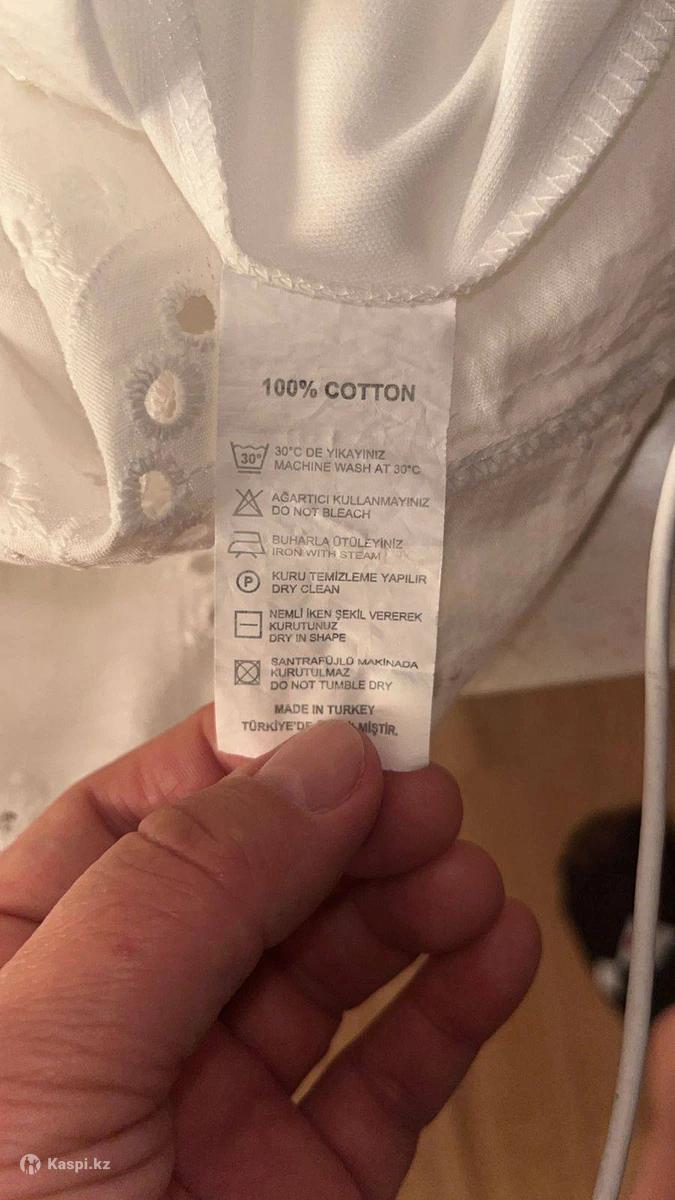 100% COTTON
30°
30°C DE YIKAYINIZ
MACHINE WASH AT 30°C
AĞARTICI KULLANMAYINIZ
DO NOT BLEACH
BUHARLA ÜTÜLEYİNİZ
IRON WITH STEAM
P
KURU TEMİZLEME YAPILIR
DRY CLEAN
NEMLİ İKEN ŞEKİL VEREREK
KURUTUNUZ
DRY IN SHAPE
SANTRAFÜJLÜ MAKİNADA
KURUTULMAZ
DO NOT TUMBLE DRY
MADE IN TURKEY
TÜRKİYE'DE
Kaspi.kz